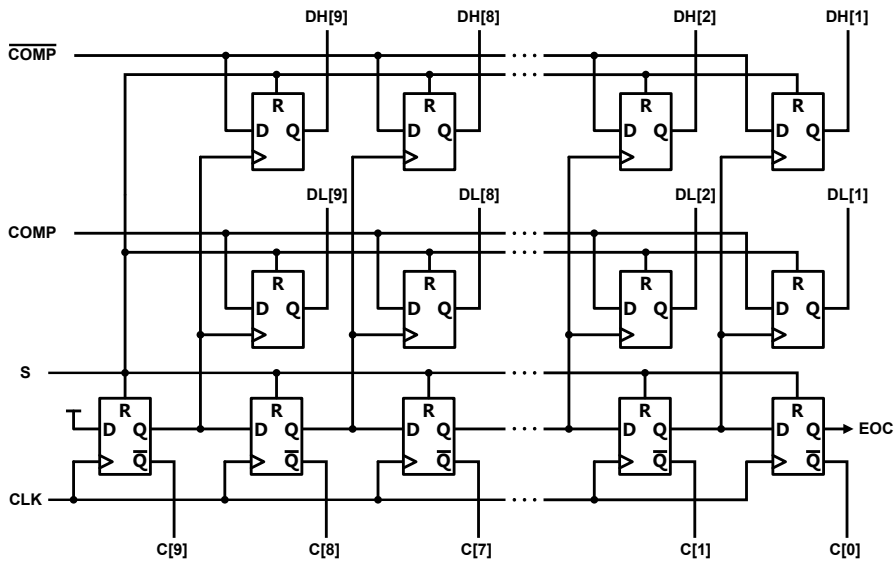 DH[9] DH[8] DH[2] DH[1]
C̅O̅M̅P̅
R R R R
D Q D Q D Q D Q
DL[9] DL[8] DL[2] DL[1]
COMP
R R R R
D Q D Q D Q D Q
S
R R R R R
D Q D Q D Q D Q D Q EOC
Q̅ Q̅ Q̅ Q̅ Q̅
CLK
C[9] C[8] C[7] C[1] C[0]